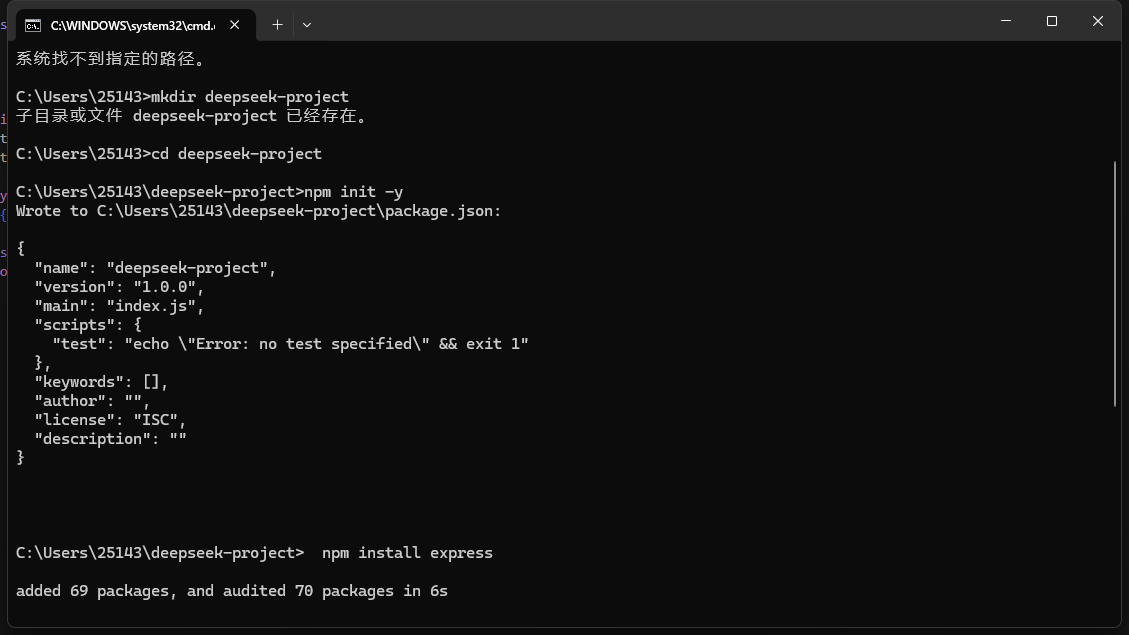 C:\WINDOWS\system32\cmd.
系统找不到指定的路径。
C:\Users\25143>mkdir deepseek-project
子目录或文件 deepseek-project 已经存在。
C:\Users\25143>cd deepseek-project
C:\Users\25143\deepseek-project>npm init -y
Wrote to C:\Users\25143\deepseek-project\package.json:
{
  "name": "deepseek-project",
  "version": "1.0.0",
  "main": "index.js",
  "scripts": {
    "test": "echo \"Error: no test specified\" && exit 1"
  },
  "keywords": [],
  "author": "",
  "license": "ISC",
  "description": ""
}
C:\Users\25143\deepseek-project>  npm install express
added 69 packages, and audited 70 packages in 6s